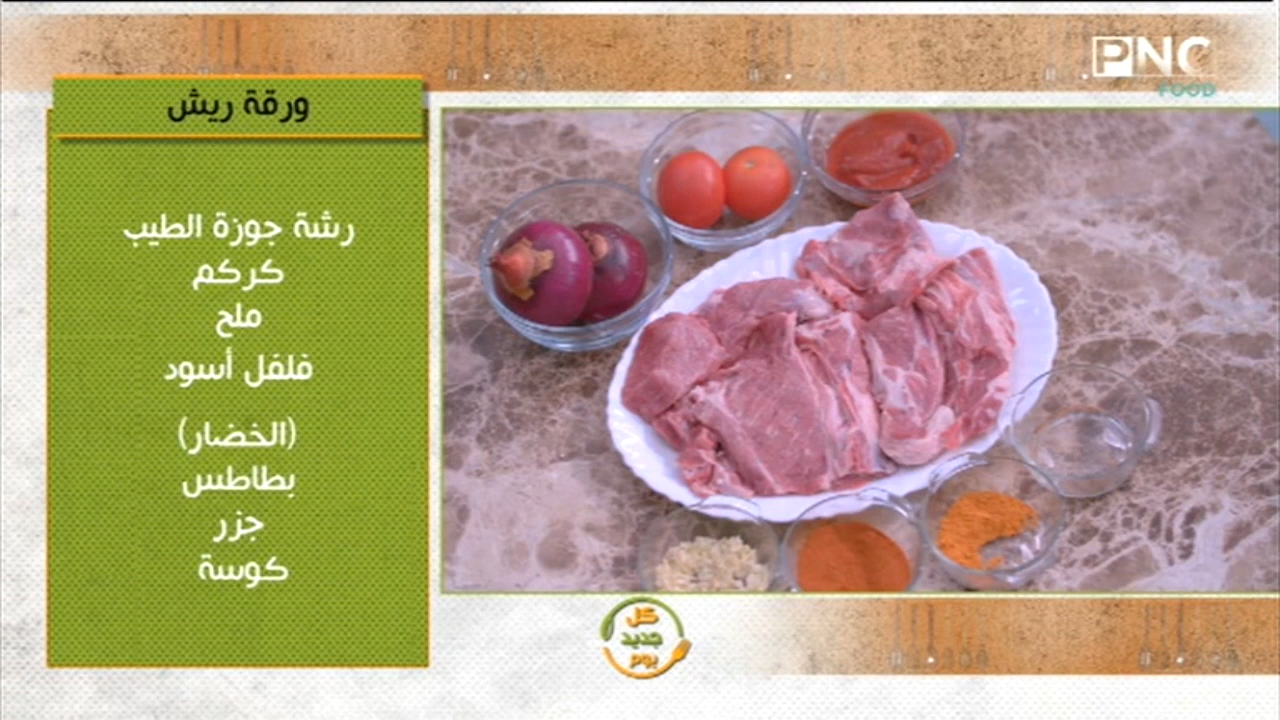 PNC
FOOD
ورقة ريش
رشة جوزة الطيب
كركم
ملح
فلفل أسود
(الخضار)
بطاطس
جزر
كوسة
كل
جديد
يوم